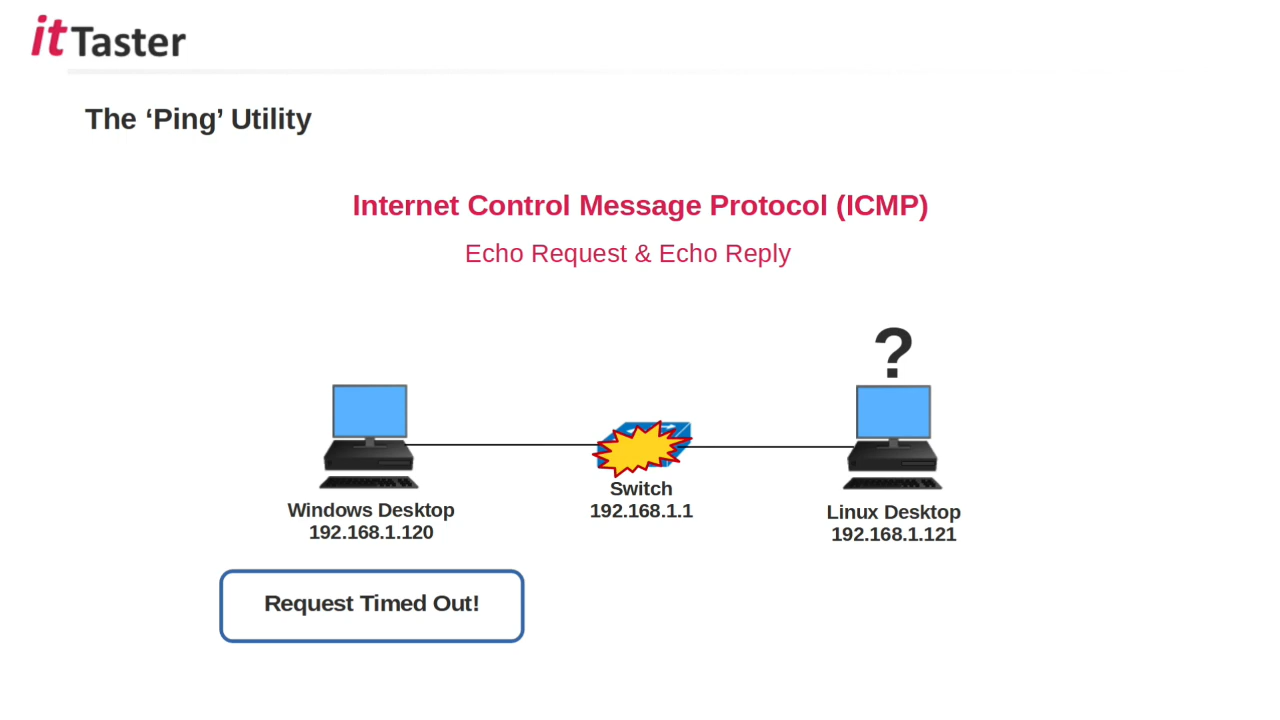 itTaster
The ‘Ping’ Utility
Internet Control Message Protocol (ICMP)
Echo Request & Echo Reply
?
Switch
192.168.1.1
Windows Desktop
192.168.1.120
Linux Desktop
192.168.1.121
Request Timed Out!